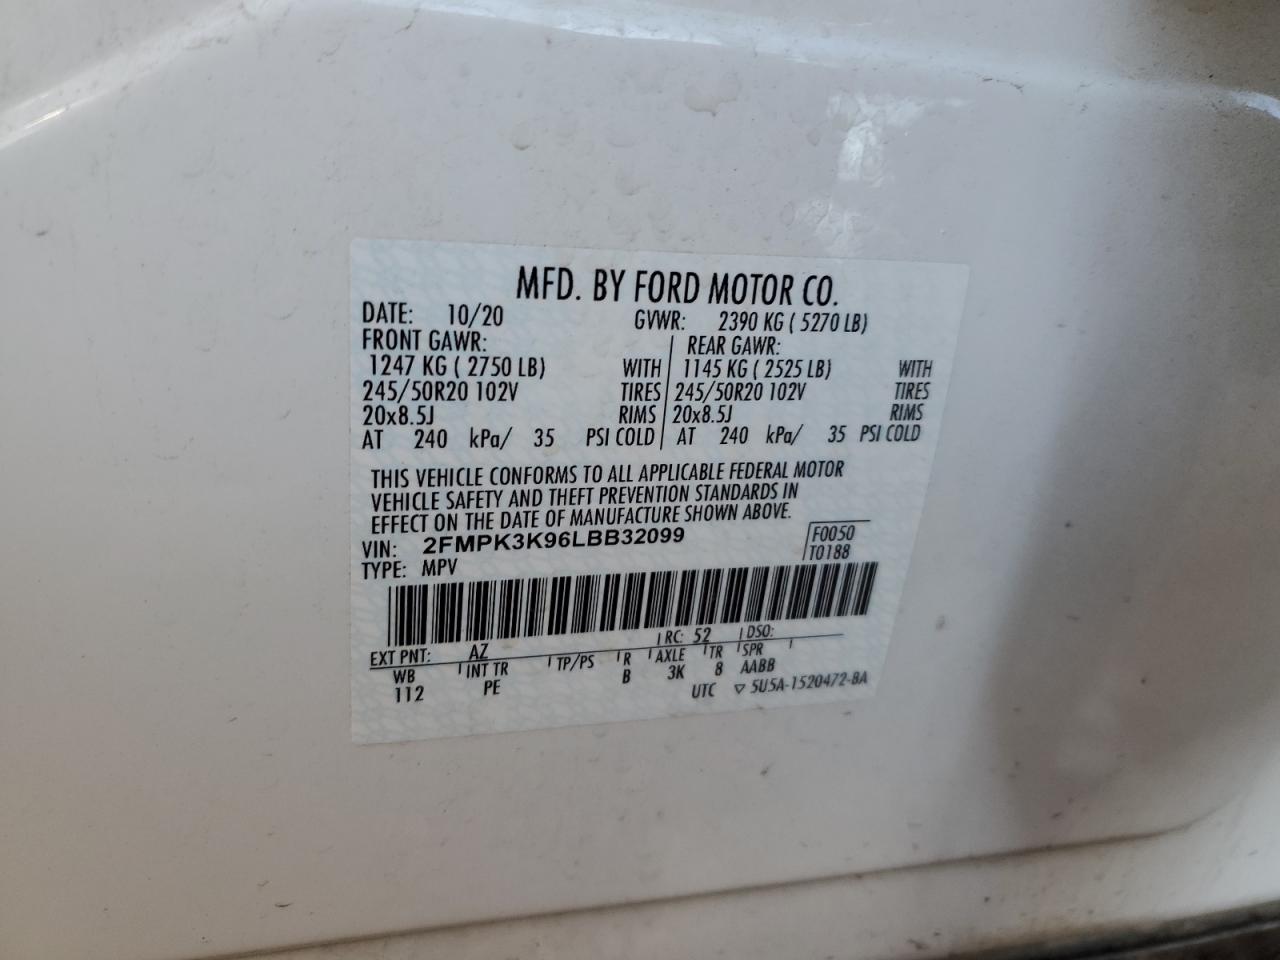 MFD. BY FORD MOTOR CO.
DATE: 10/20 GVWR: 2390 KG ( 5270 LB)
FRONT GAWR: REAR GAWR:
1247 KG ( 2750 LB) WITH 1145 KG ( 2525 LB) WITH
245/50R20 102V TIRES 245/50R20 102V TIRES
20x8.5J RIMS 20x8.5J RIMS
AT 240 kPa/ 35 PSI COLD AT 240 kPa/ 35 PSI COLD
THIS VEHICLE CONFORMS TO ALL APPLICABLE FEDERAL MOTOR
VEHICLE SAFETY AND THEFT PREVENTION STANDARDS IN
EFFECT ON THE DATE OF MANUFACTURE SHOWN ABOVE.
VIN: 2FMPK3K96LBB32099 F0050
TYPE: MPV T0188
EXT PNT: AZ RC: 52 DSO:
WB INT TR TP/PS R AXLE TR SPR
112 PE B 3K 8 AABB
UTC ▽ 5U5A-1520472-BA